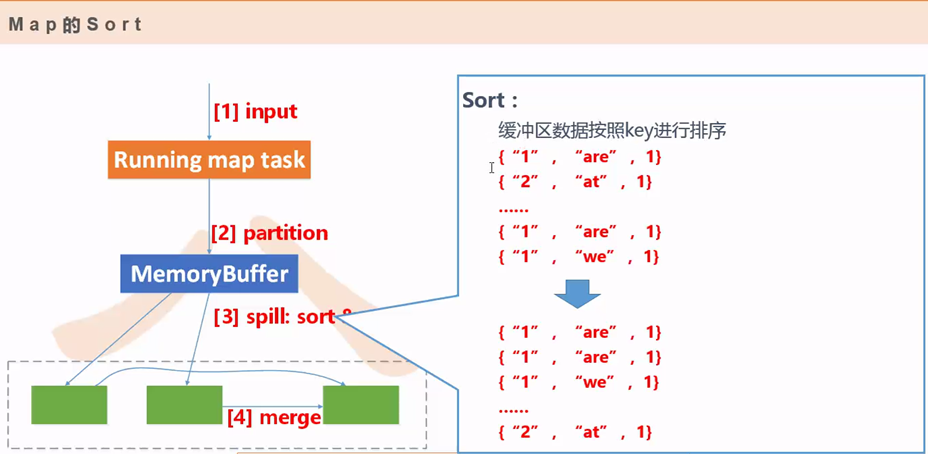 Map的Sort
[1] input
Running map task
[2] partition
MemoryBuffer
[3] spill: sort
[4] merge
Sort：
缓冲区数据按照key进行排序
{“1”，“are”，1}
{“2”，“at”，1}
……
{“1”，“are”，1}
{“1”，“we”，1}
{“1”，“are”，1}
{“1”，“are”，1}
{“1”，“we”，1}
……
{“2”，“at”，1}